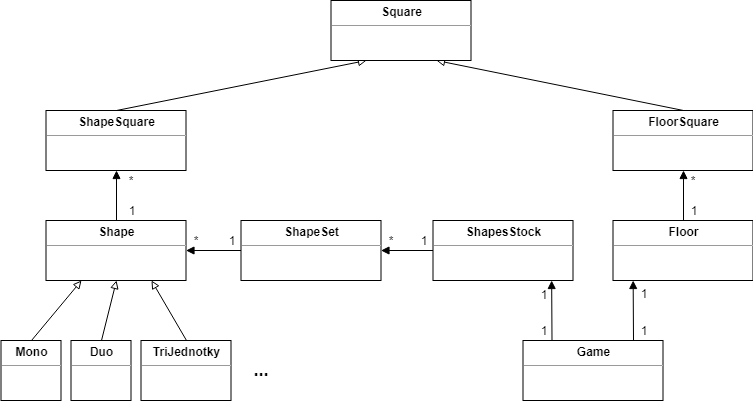 Square
ShapeSquare
FloorSquare
*
*
1
1
Shape
*
1
ShapeSet
*
1
ShapesStock
Floor
1
1
1
1
Mono
Duo
TriJednotky
...
Game